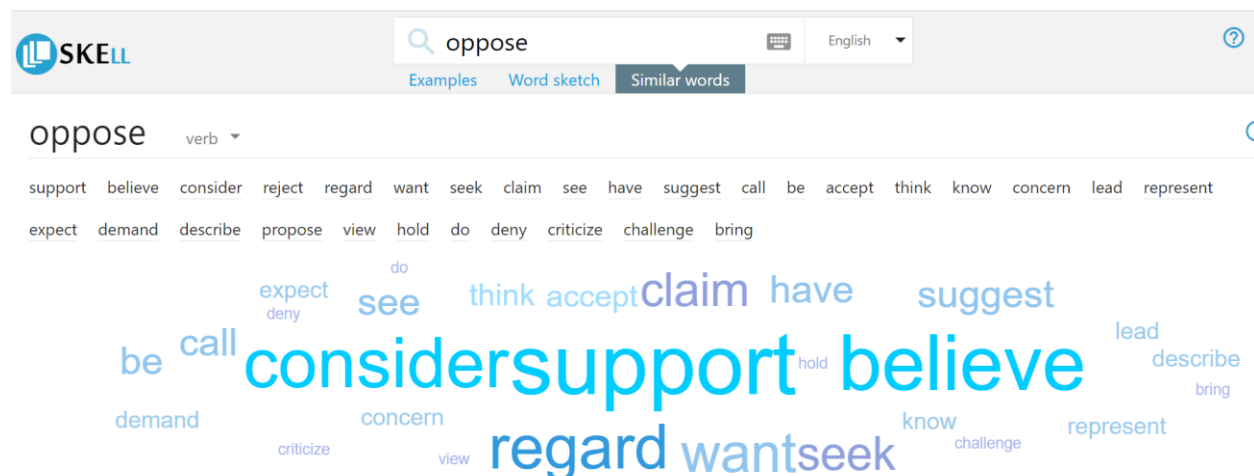 SKELL
oppose
English
?
Examples Word sketch Similar words
oppose verb
support believe consider reject regard want seek claim see have suggest call be accept think know concern lead represent
expect demand describe propose view hold do deny criticize challenge bring
do
expect see think accept claim have suggest
deny
be call consider support hold believe lead describe
bring
demand concern know represent
criticize view regard want seek challenge